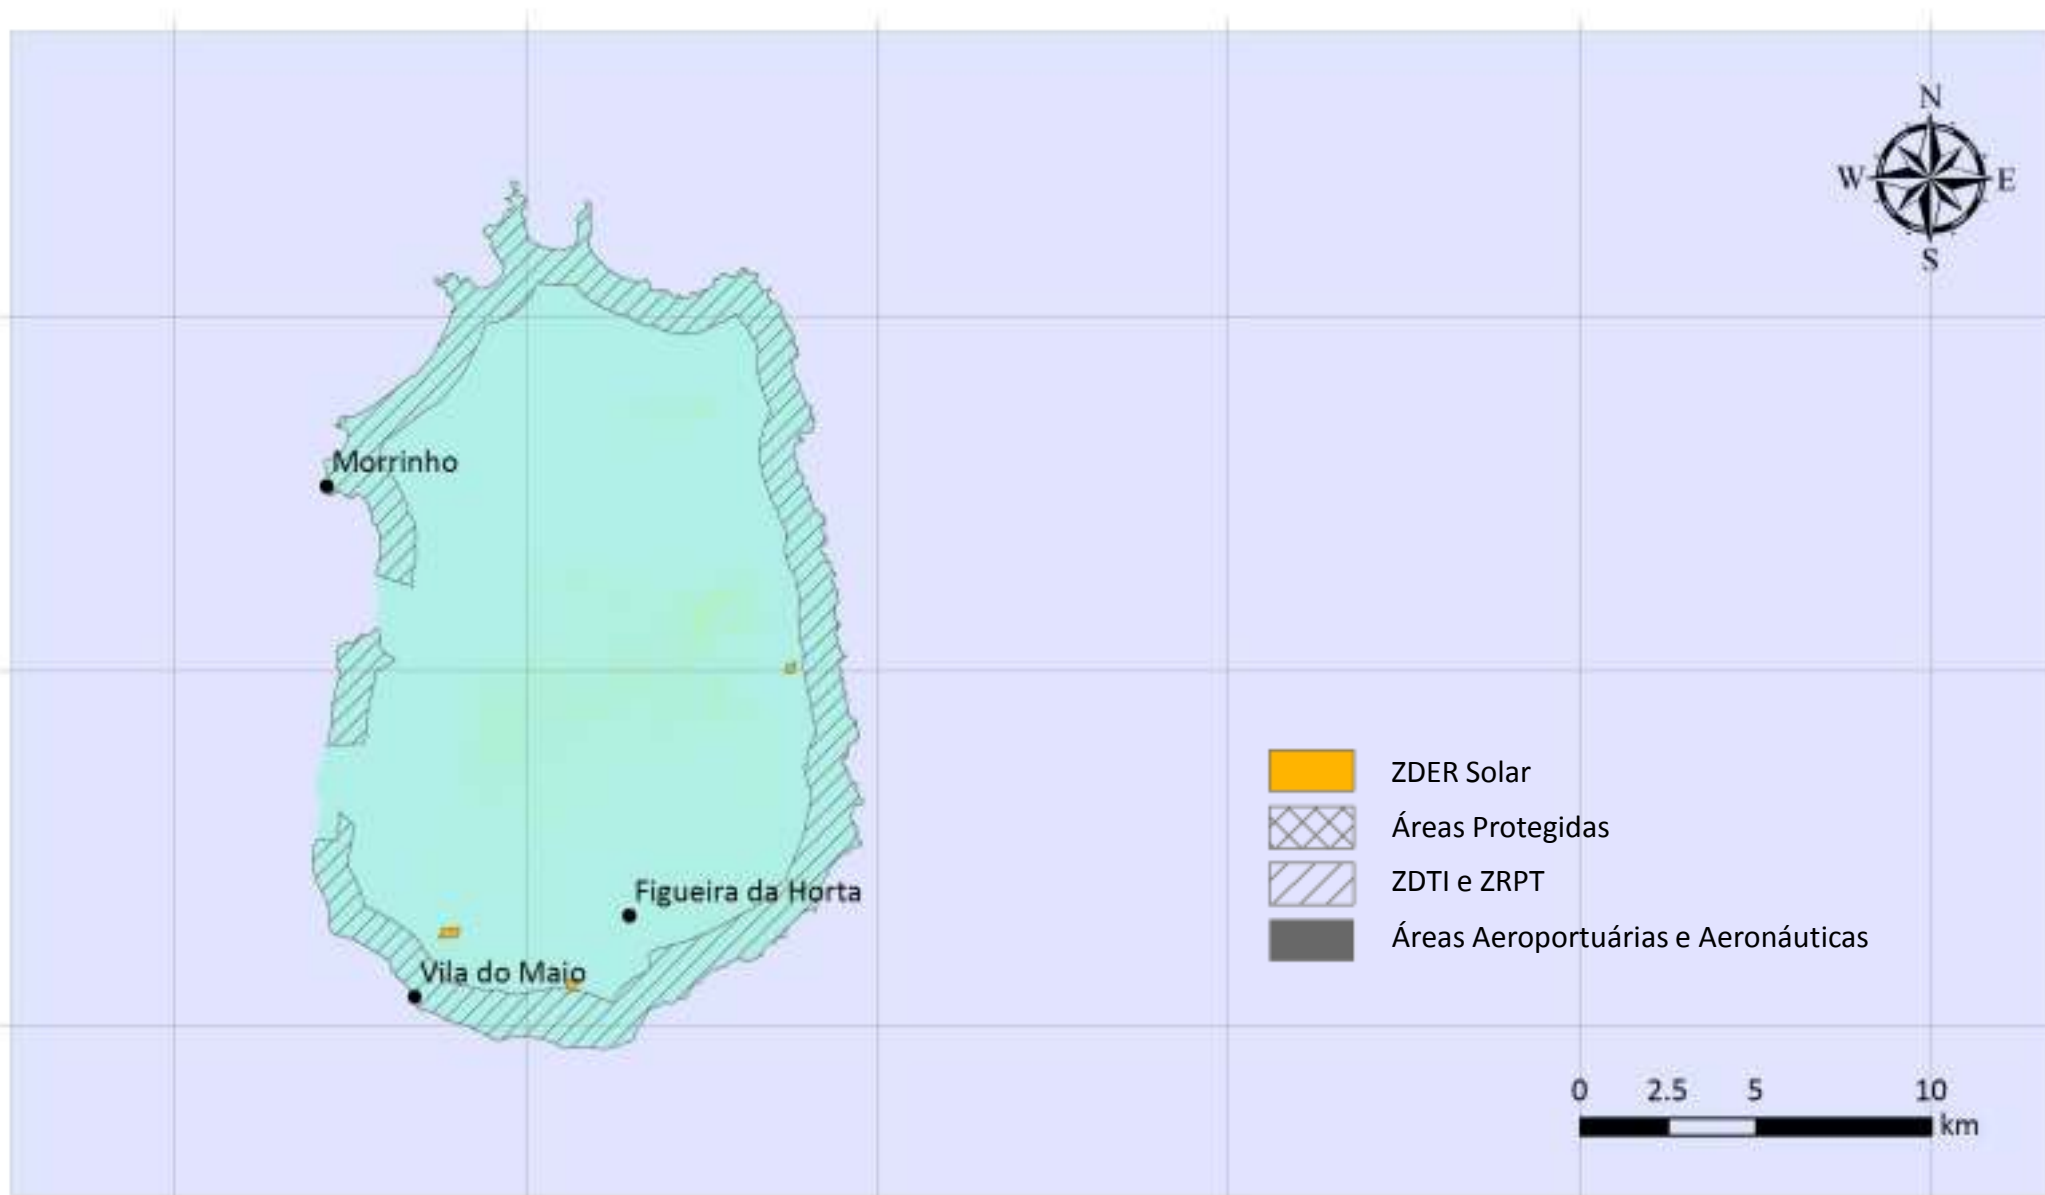 N
W E
S
Morrinho
Figueira da Horta
Vila do Maio
ZDER Solar
Áreas Protegidas
ZDTI e ZRPT
Áreas Aeroportuárias e Aeronáuticas
0 2.5 5 10
km